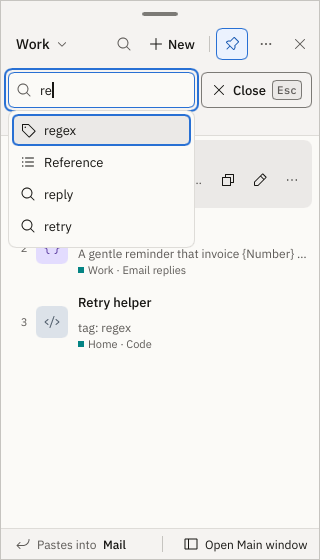 Work
New
re
Close Esc
regex
Reference
reply
retry
..
2
A gentle reminder that invoice {Number} ...
Work · Email replies
Retry helper
3
tag: regex
Home · Code
Pastes into Mail
Open Main window